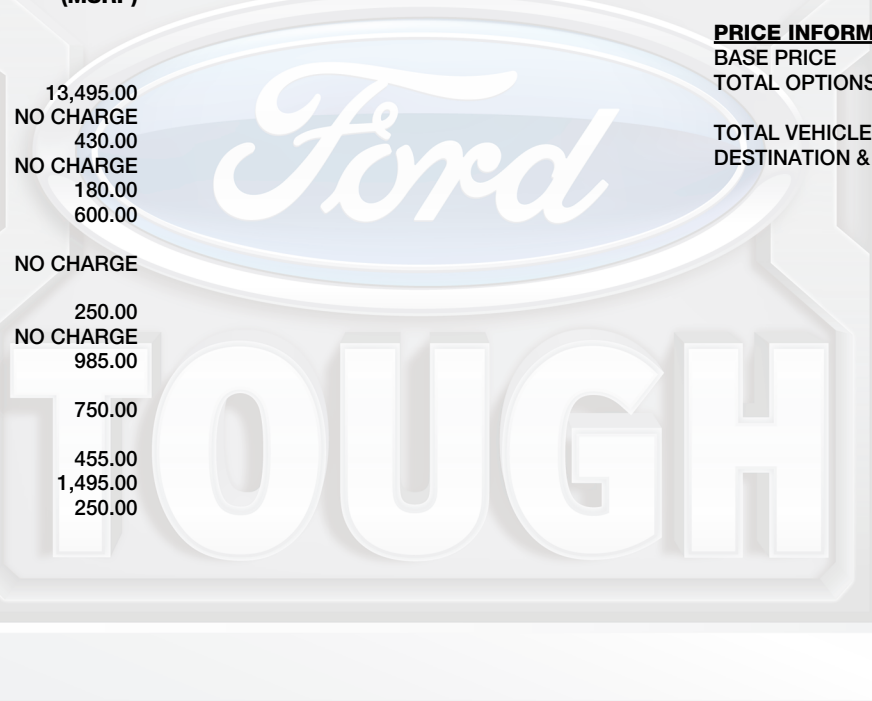 (MSRP)
13,495.00
NO CHARGE
430.00
NO CHARGE
180.00
600.00
NO CHARGE
250.00
NO CHARGE
985.00
750.00
455.00
1,495.00
250.00
PRICE INFORM
BASE PRICE
TOTAL OPTIONS
TOTAL VEHICLE
DESTINATION &
Ford
TOUGH